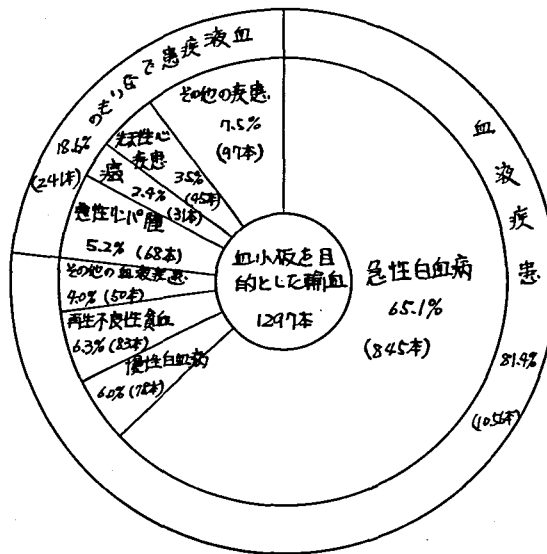 血小板を目
的とした輸血
1297本
血液疾患
81.4%
(1056本)
急性白血病
65.1%
(845本)
慢性白血病
6.0%(78本)
再生不良性貧血
6.3%(83本)
その他の血液疾患
4.0%(50本)
悪性リンパ腫
5.2%(68本)
癌
2.4%
(31本)
先天性心
疾患
3.5%
(45本)
その他の疾患
7.5%
(97本)
血液疾患でないもの
18.6%
(241本)